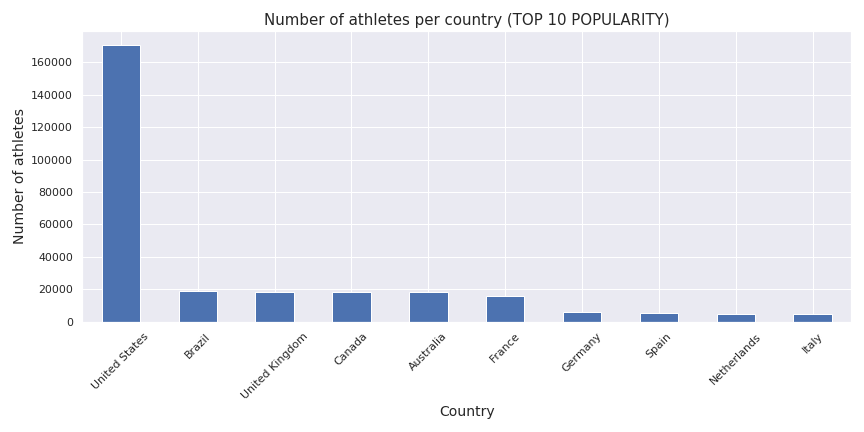 Number of athletes per country (TOP 10 POPULARITY)
Number of athletes
160000
140000
120000
100000
80000
60000
40000
20000
0
United States
Brazil
United Kingdom
Canada
Australia
France
Germany
Spain
Netherlands
Italy
Country